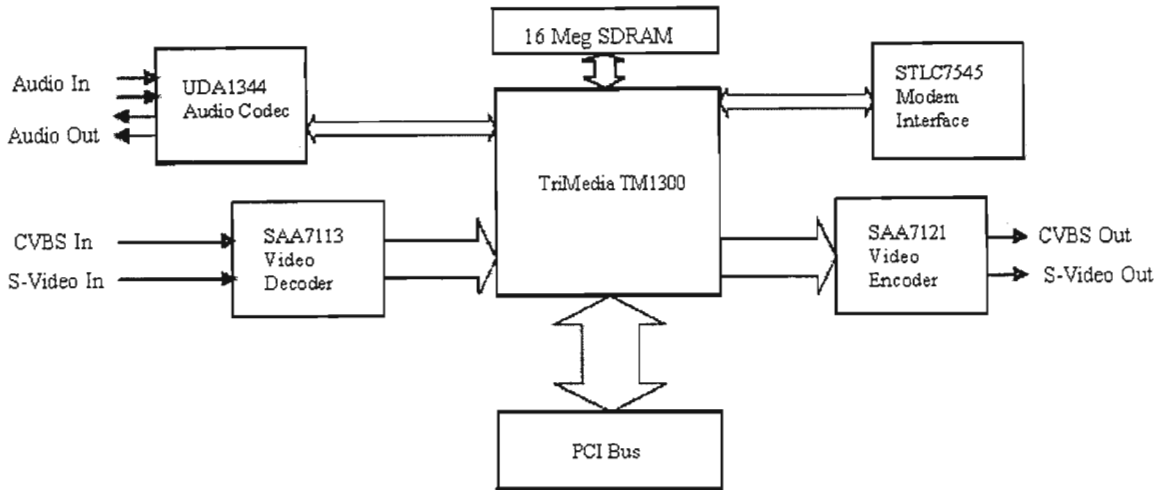 16 Meg SDRAM
Audio In
Audio Out
UDA1344
Audio Codec
STLC7545
Modem
Interface
TriMedia TM1300
CVBS In
S-Video In
SAA7113
Video
Decoder
SAA7121
Video
Encoder
CVBS Out
S-Video Out
PCI Bus